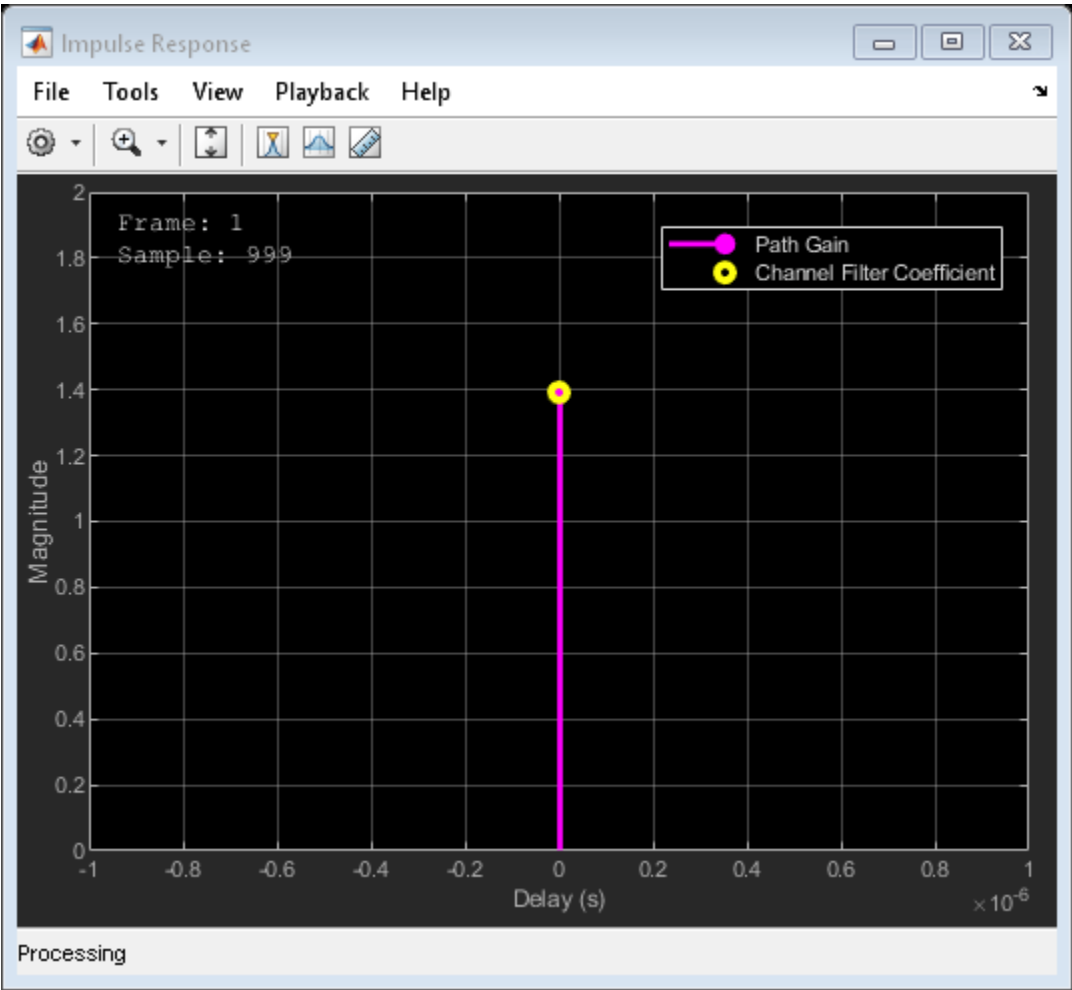 Impulse Response
File Tools View Playback Help
2
Frame: 1
Sample: 999
Path Gain
Channel Filter Coefficient
1.8
1.6
1.4
1.2
1
0.8
0.6
0.4
0.2
0
Magnitude
-1 -0.8 -0.6 -0.4 -0.2 0 0.2 0.4 0.6 0.8 1
Delay (s)
×10⁻⁶
Processing